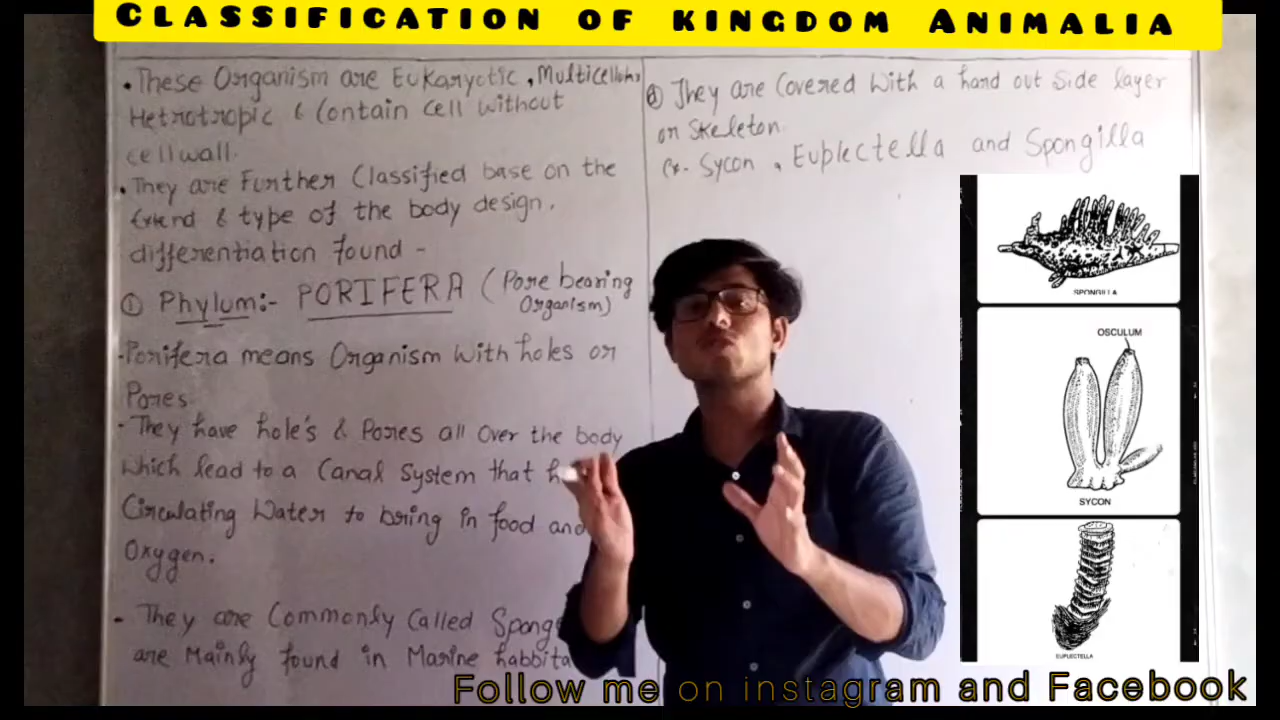 Classification of kingdom Animalia
• These Organism are Eukaryotic, Multicellular
Hetrotropic & Contain cell without
cell wall.
• They are Further Classified base on the
& type of the body design.
differentiation found -
① Phylum:- PORIFERA (Pore bearing
Organism)
- Porifera means Organism with holes or
Pores
- They have hole's & Pores all over the body
which lead to a Canal System that
Circulating Water to bring in food and
Oxygen.
- They are Commonly Called
are Mainly found in Marine
They are Covered with a hard out side layer
or Skeleton.
Ex. Sycon, Euplectella and Spongilla
SPONGILLA
OSCULUM
SYCON
EUPLECTELLA
Follow me on instagram and Facebook